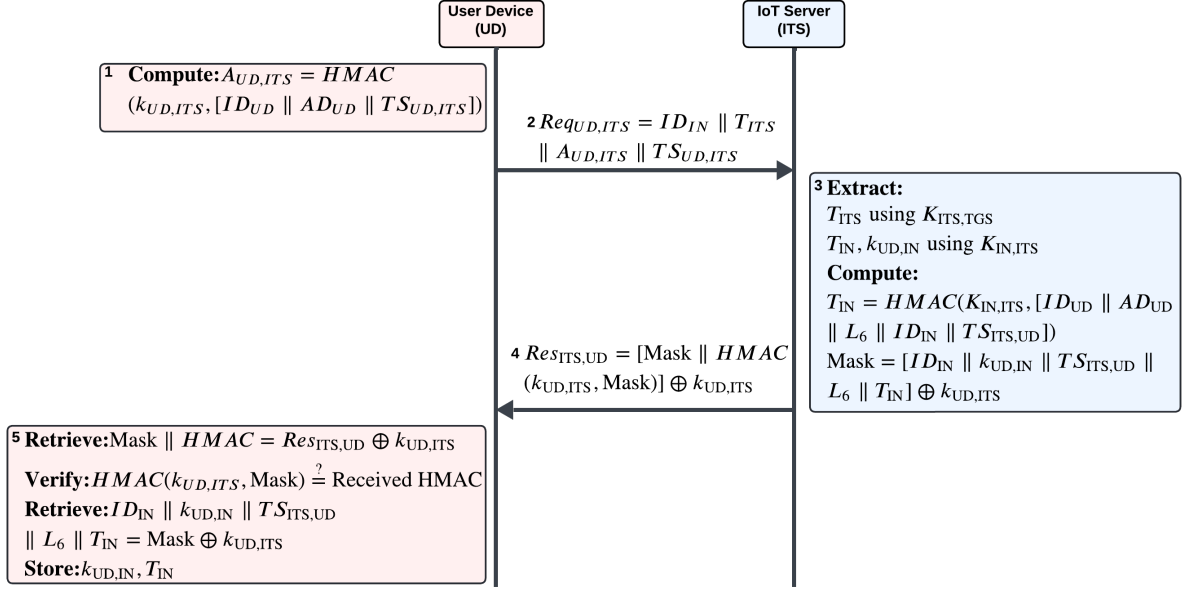 User Device
(UD)
IoT Server
(ITS)
1 Compute:A_{UD,ITS} = HMAC
(k_{UD,ITS}, [ID_{UD} ∥ AD_{UD} ∥ TS_{UD,ITS}])
2 Req_{UD,ITS} = ID_{IN} ∥ T_{ITS}
∥ A_{UD,ITS} ∥ TS_{UD,ITS}
3 Extract:
T_{ITS} using K_{ITS,TGS}
T_{IN}, k_{UD,IN} using K_{IN,ITS}
Compute:
T_{IN} = HMAC(K_{IN,ITS}, [ID_{UD} ∥ AD_{UD}
∥ L_6 ∥ ID_{IN} ∥ TS_{ITS,UD}])
Mask = [ID_{IN} ∥ k_{UD,IN} ∥ TS_{ITS,UD} ∥
L_6 ∥ T_{IN}] ⊕ k_{UD,ITS}
4 Res_{ITS,UD} = [Mask ∥ HMAC
(k_{UD,ITS}, Mask)] ⊕ k_{UD,ITS}
5 Retrieve:Mask ∥ HMAC = Res_{ITS,UD} ⊕ k_{UD,ITS}
Verify:HMAC(k_{UD,ITS}, Mask) ≟ Received HMAC
Retrieve:ID_{IN} ∥ k_{UD,IN} ∥ TS_{ITS,UD}
∥ L_6 ∥ T_{IN} = Mask ⊕ k_{UD,ITS}
Store:k_{UD,IN}, T_{IN}